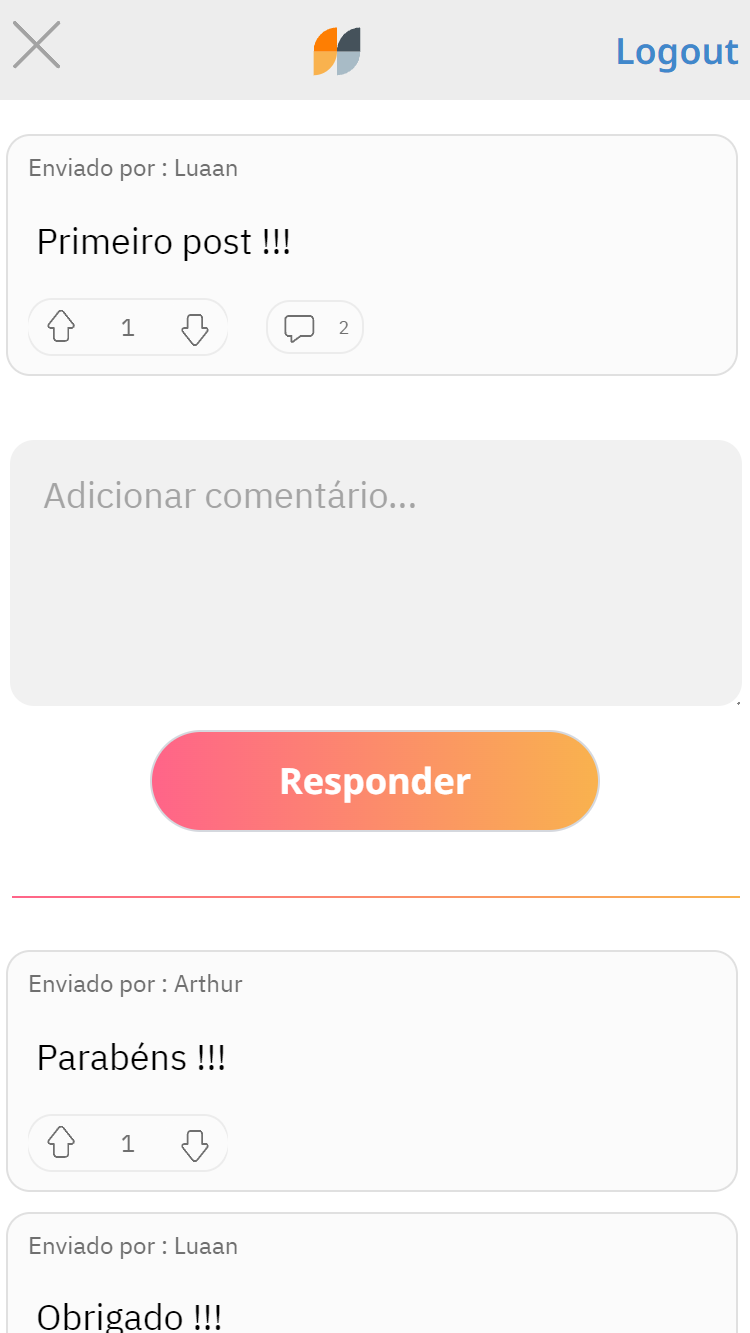 Logout
Enviado por : Luaan
Primeiro post !!!
1
2
Adicionar comentário...
Responder
Enviado por : Arthur
Parabéns !!!
1
Enviado por : Luaan
Obrigado !!!